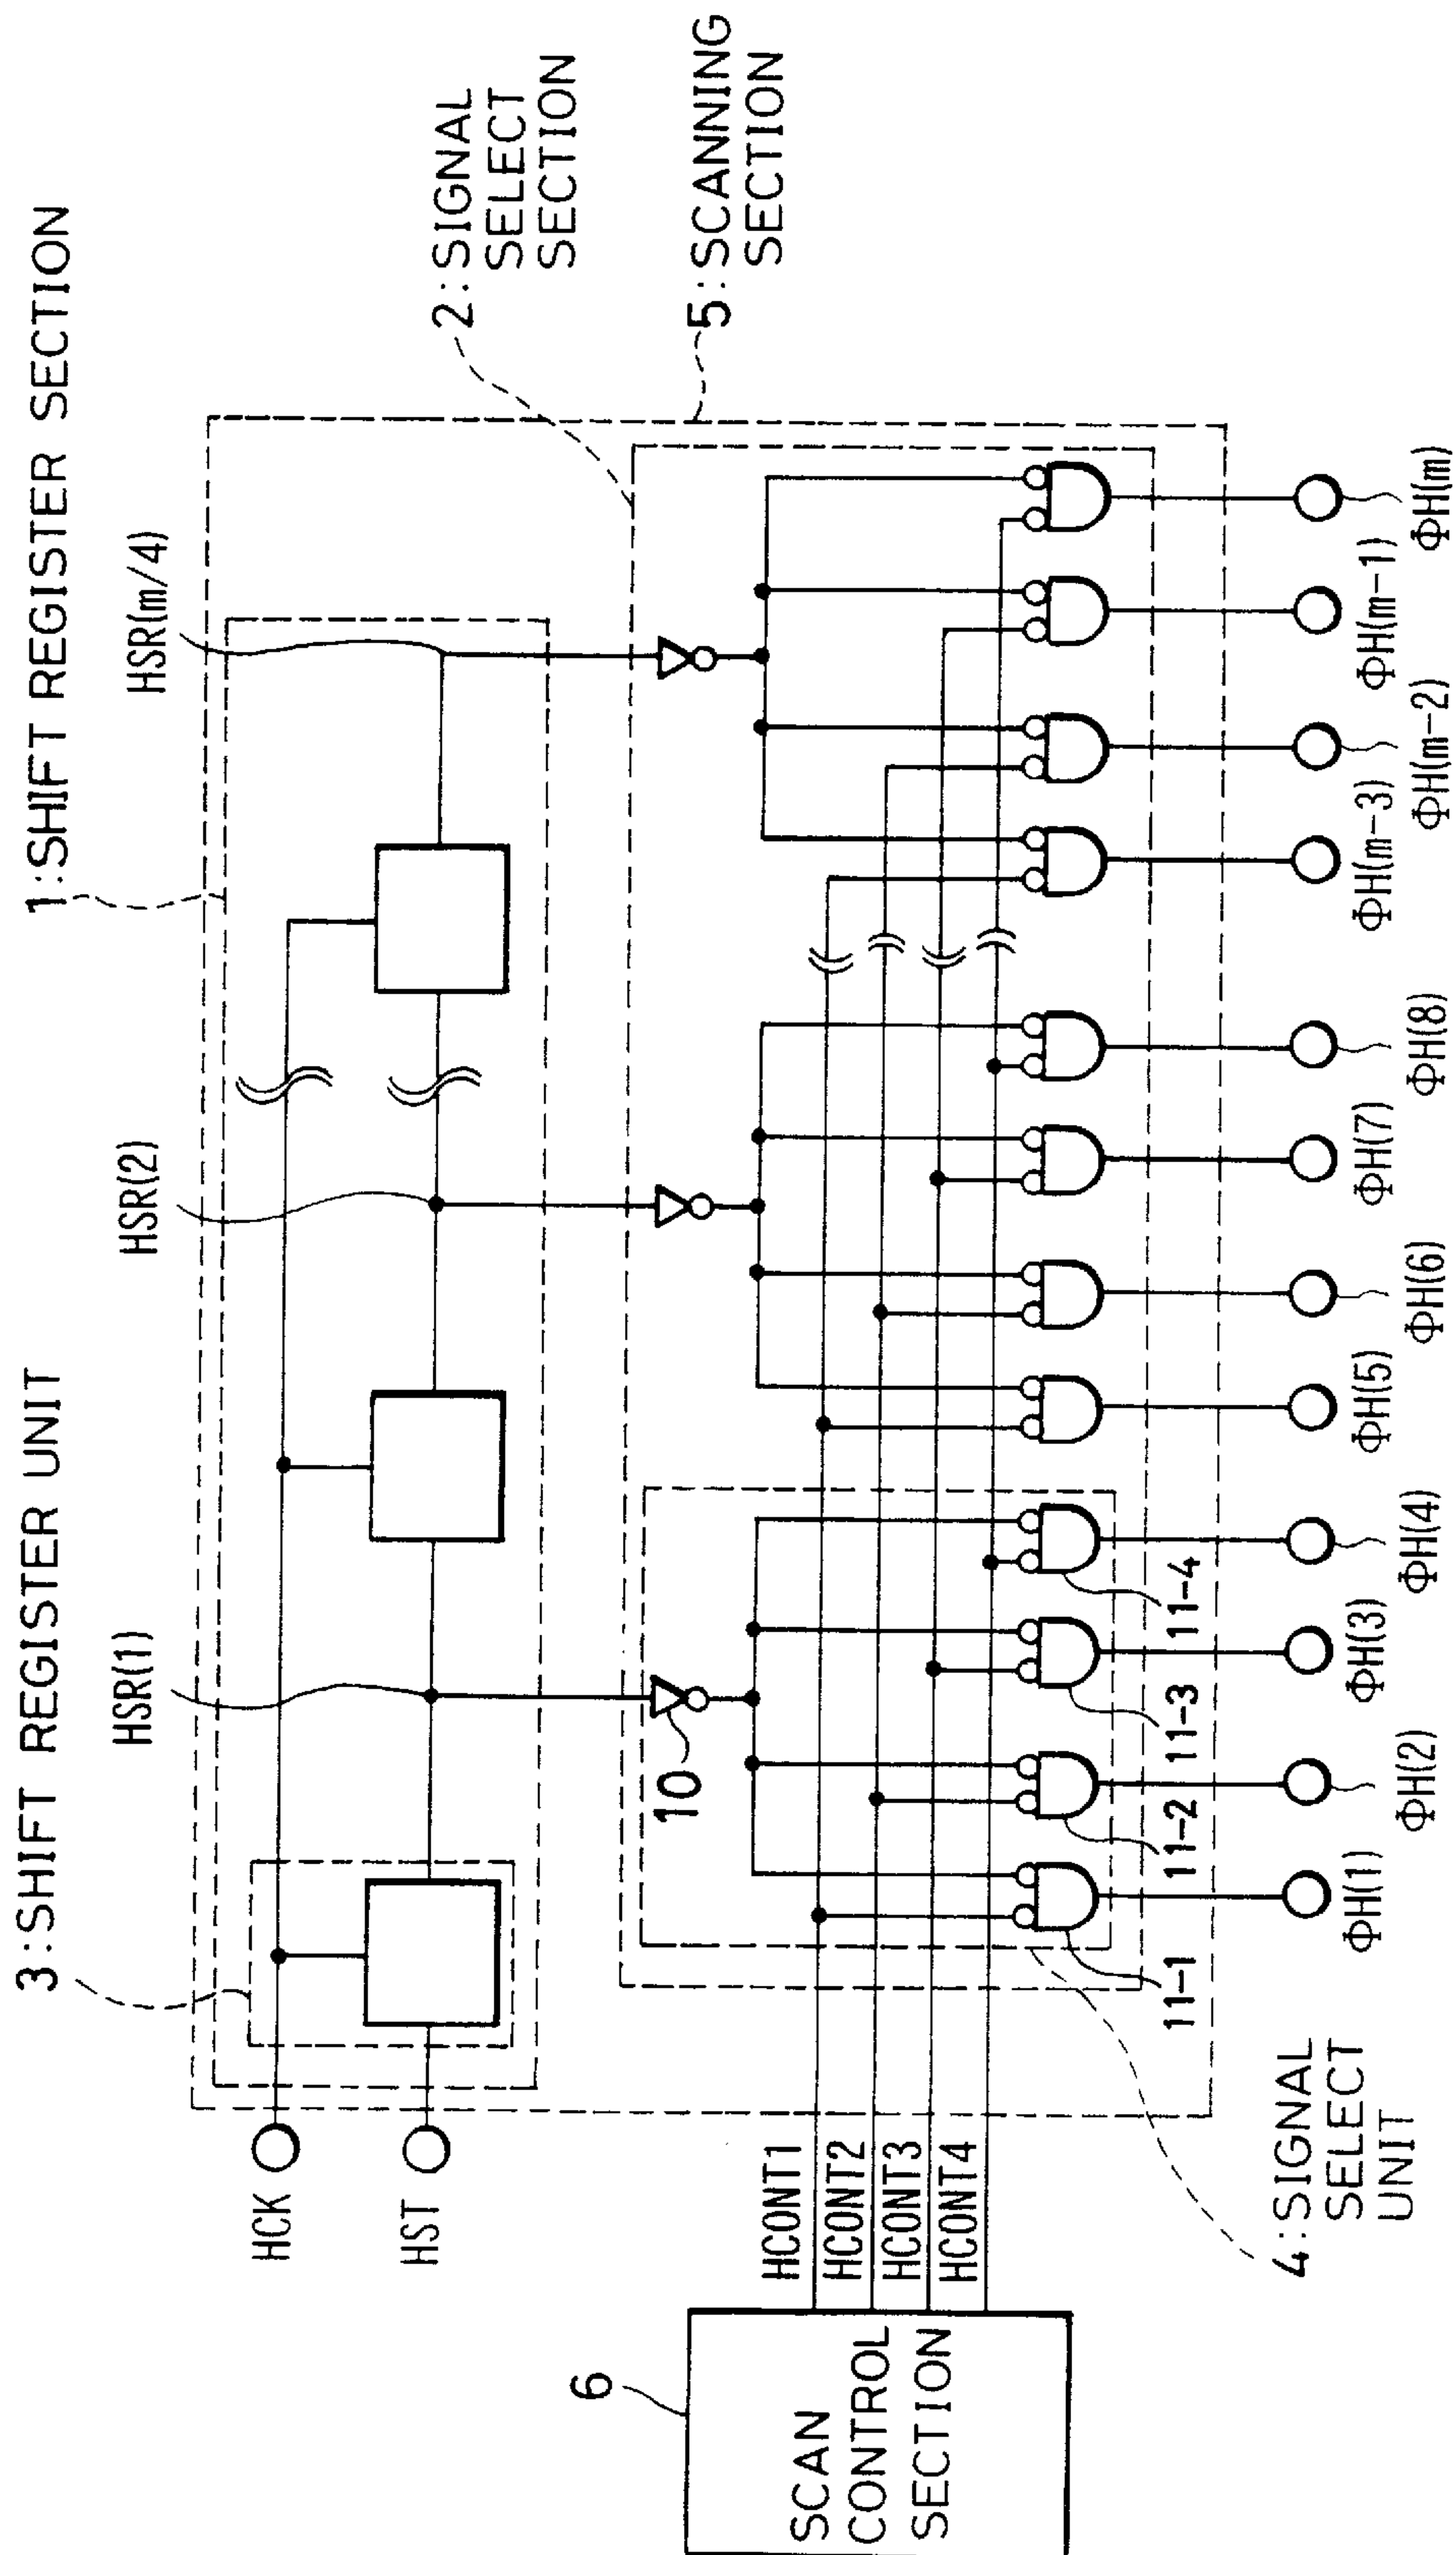 1:SHIFT REGISTER SECTION
3:SHIFT REGISTER UNIT
HSR(1)
HSR(2)
HSR(m/4)
2:SIGNAL
SELECT
SECTION
5:SCANNING
SECTION
HCK
HST
10
HCONT1
HCONT2
HCONT3
HCONT4
6
SCAN
CONTROL
SECTION
11-1
11-2
11-3
11-4
4:SIGNAL
SELECT
UNIT
ΦH(1)
ΦH(2)
ΦH(3)
ΦH(4)
ΦH(5)
ΦH(6)
ΦH(7)
ΦH(8)
ΦH(m-3)
ΦH(m-2)
ΦH(m-1)
ΦH(m)